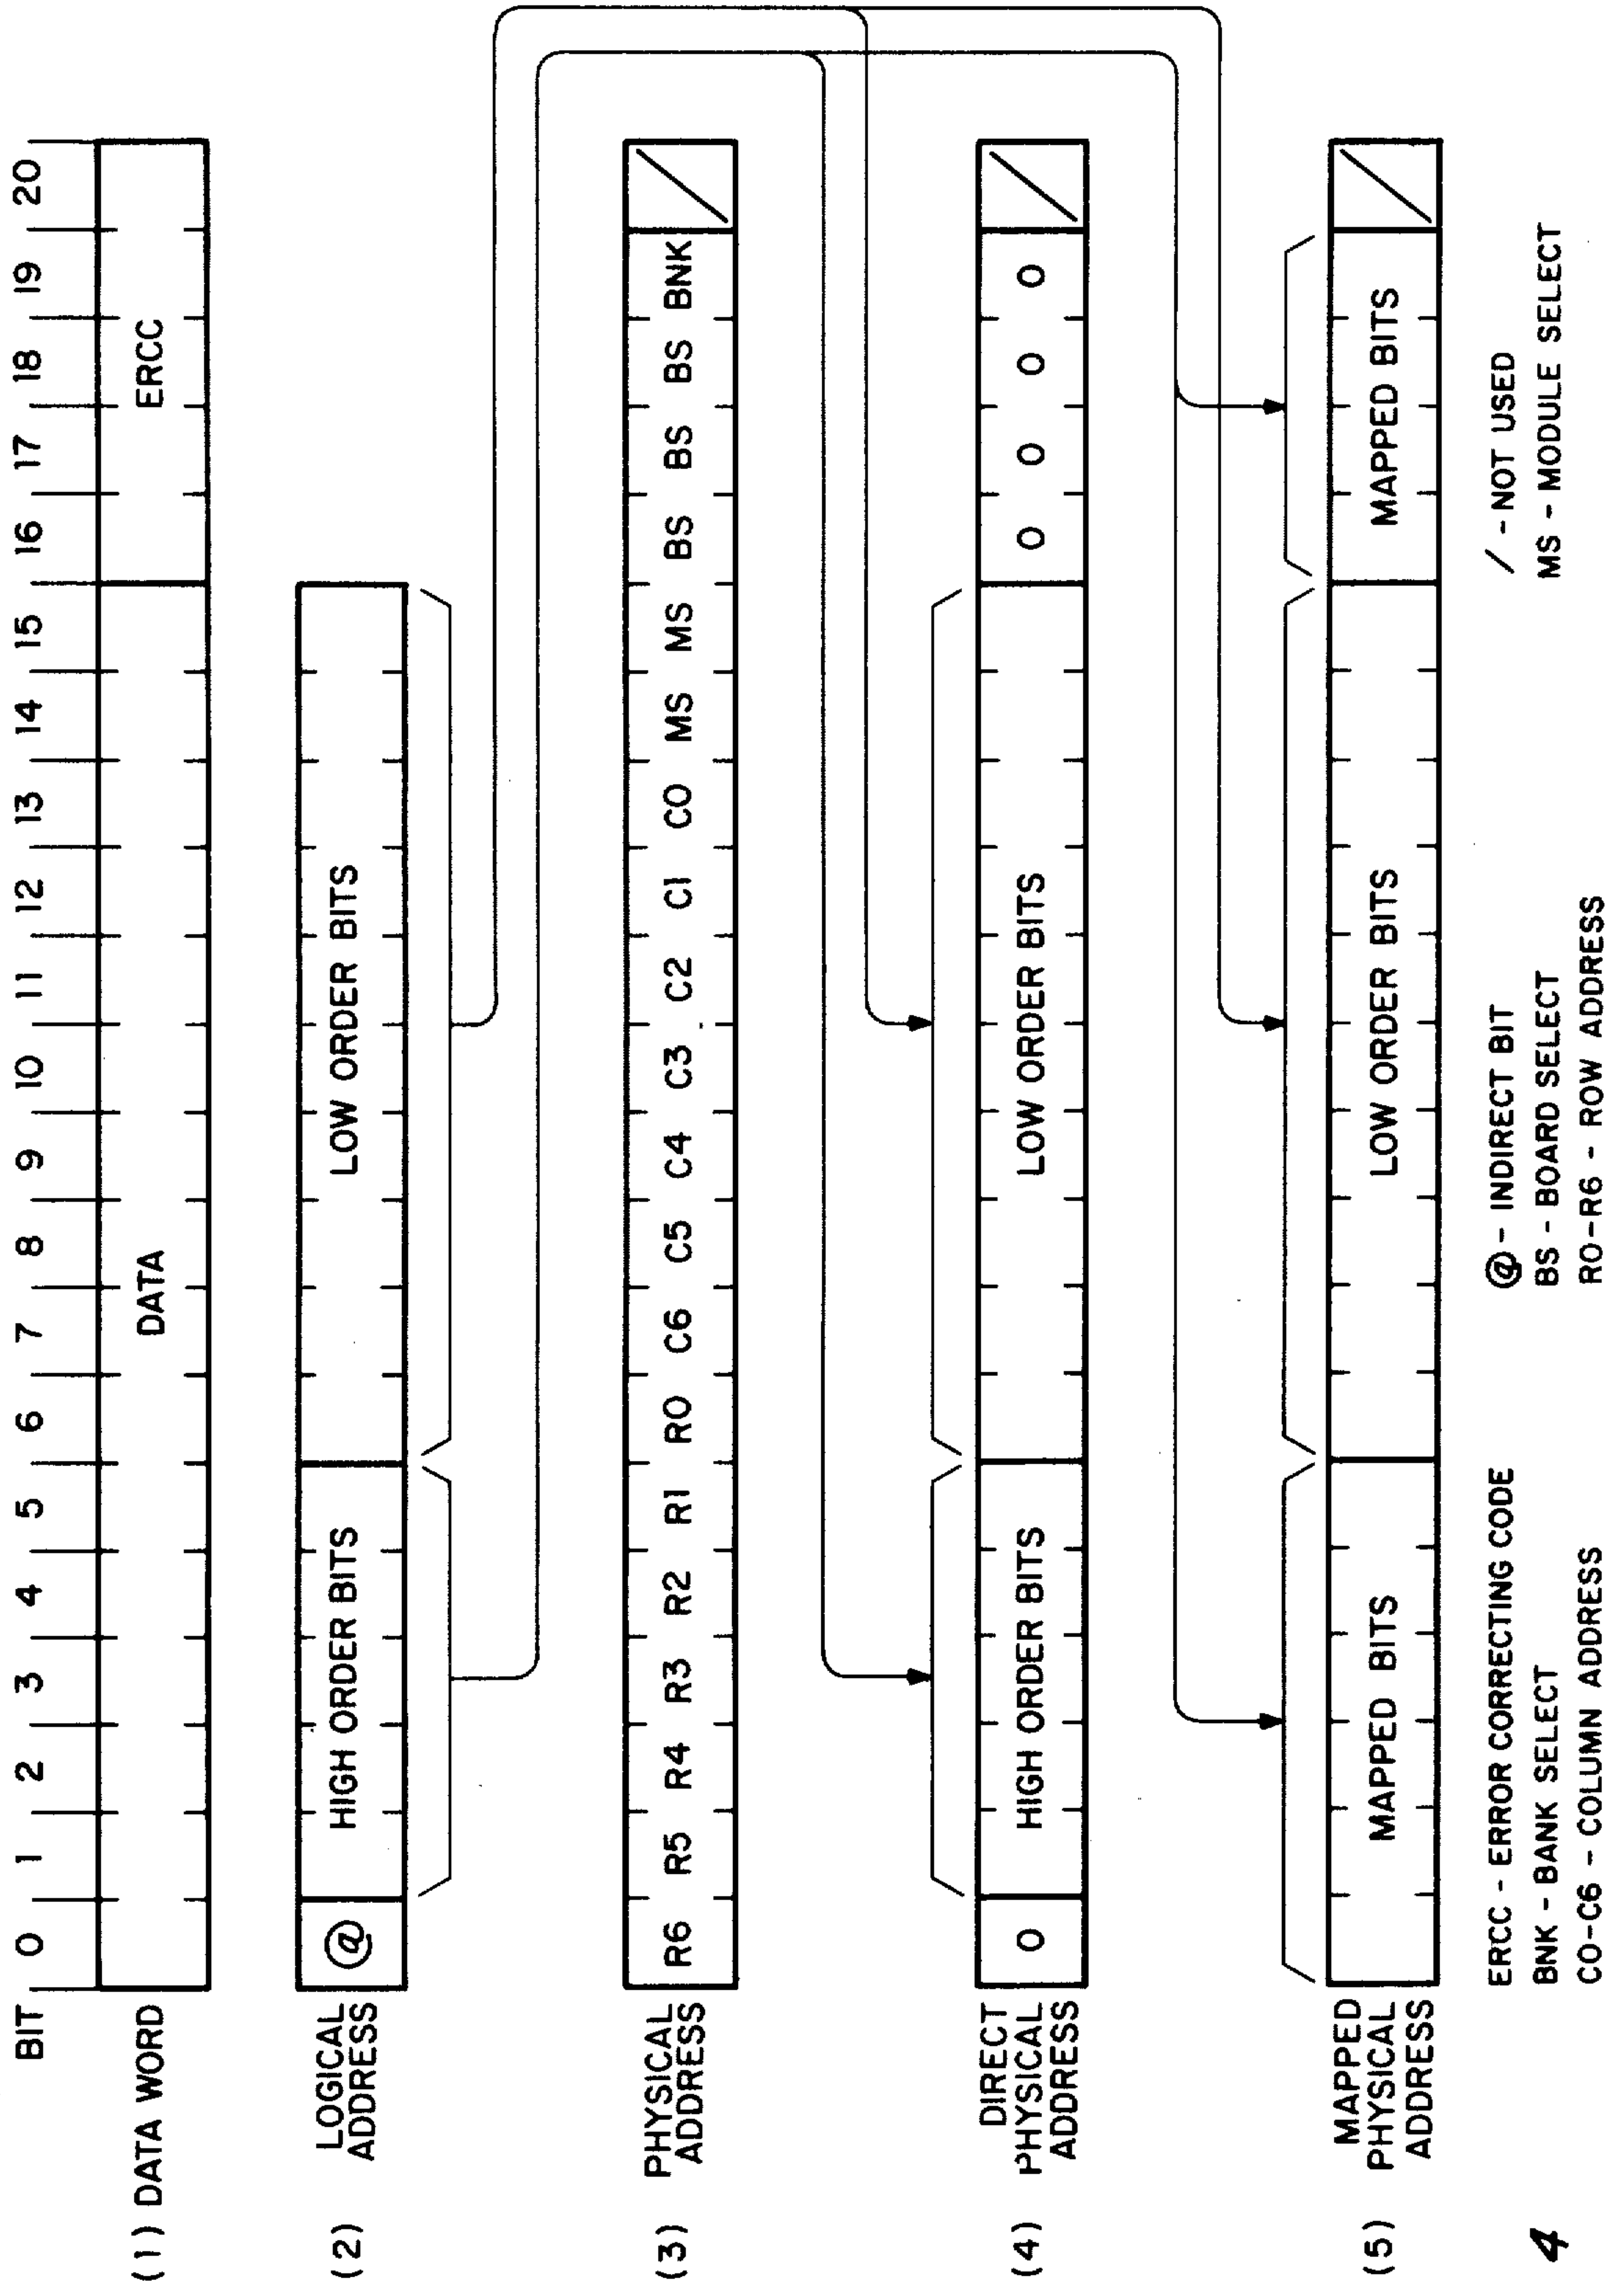 BIT 0 1 2 3 4 5 6 7 8 9 10 11 12 13 14 15 16 17 18 19 20
(1) DATA WORD DATA ERCC
(2) LOGICAL ADDRESS @ HIGH ORDER BITS LOW ORDER BITS
(3) PHYSICAL ADDRESS R6 R5 R4 R3 R2 R1 R0 C6 C5 C4 C3 C2 C1 C0 MS MS BS BS BS BNK
(4) DIRECT PHYSICAL ADDRESS 0 HIGH ORDER BITS LOW ORDER BITS 0 0 0 0
(5) MAPPED PHYSICAL ADDRESS MAPPED BITS LOW ORDER BITS MAPPED BITS
ERCC - ERROR CORRECTING CODE @ - INDIRECT BIT / - NOT USED
BNK - BANK SELECT BS - BOARD SELECT MS - MODULE SELECT
C0-C6 - COLUMN ADDRESS R0-R6 - ROW ADDRESS
4